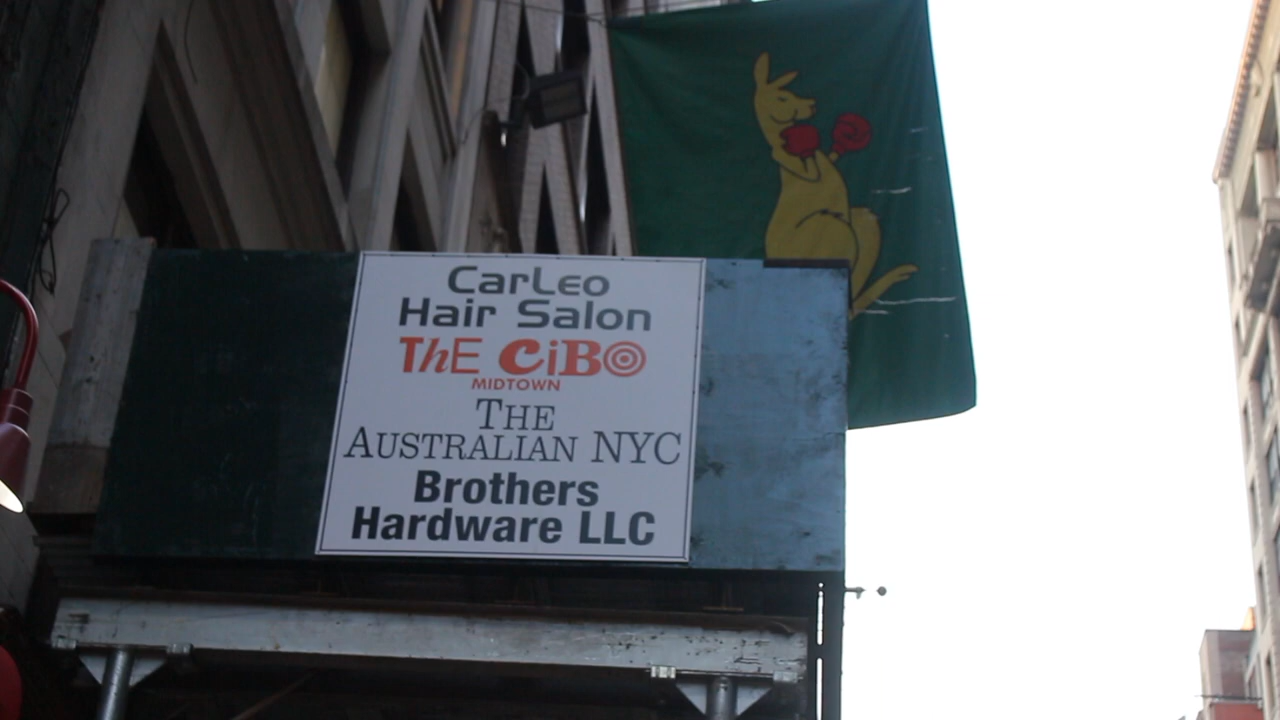 CarLeo
Hair Salon
ThE CiBO
MIDTOWN
THE
AUSTRALIAN NYC
Brothers
Hardware LLC